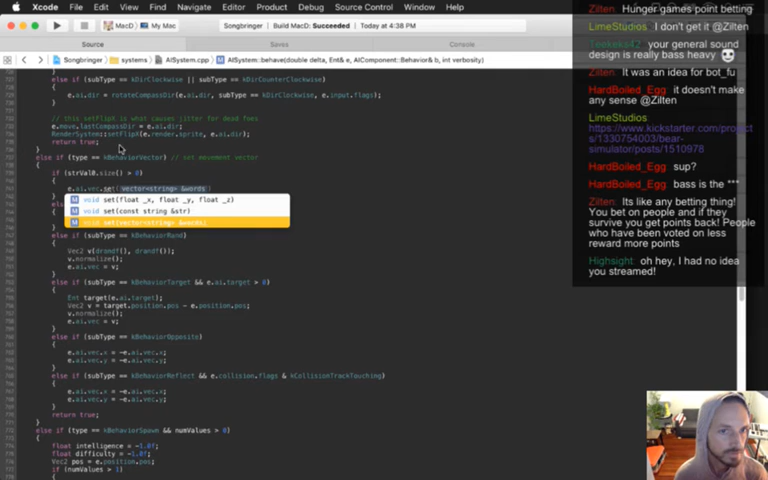 Xcode File Edit View Find Navigate Editor Product Debug Source Control Window Help
MacD My Mac
Songbringer Build MacD: Succeeded Today at 4:38 PM
Source
Saves
Console
Songbringer systems AISystem.cpp AISystem::behave(double delta, Ent& e, AIComponent::Behavior& b, int verbosity)
else if (subType == kDirClockwise || subType == kDirCounterClockwise)
{
e.ai.dir = rotateCompassDir(e.ai.dir, subType == kDirClockwise, e.input.flags);
}
// this setFlipX is what causes jitter for dead foes
e.move.lastCompassDir = e.ai.dir;
RenderSystem::setFlipX(e.render.sprite, e.ai.dir);
return true;
}
else if (type == kBehaviorVector) // set movement vector
{
if (strVal0.size() > 0)
{
e.ai.vec.set(vector<string> &words)
M void set(float _x, float _y, float _z)
M void set(const string &str)
M void set(vector<string> &words)
else if (subType == kBehaviorRand)
{
Vec2 v(drandf(), drandf());
v.normalize();
e.ai.vec = v;
}
else if (subType == kBehaviorTarget && e.ai.target > 0)
{
Ent target(e.ai.target);
Vec2 v = target.position.pos - e.position.pos;
v.normalize();
e.ai.vec = v;
}
else if (subType == kBehaviorOpposite)
{
e.ai.vec.x = -e.ai.vec.x;
e.ai.vec.y = -e.ai.vec.y;
}
else if (subType == kBehaviorReflect && e.collision.flags & kCollisionTrackTouching)
{
e.ai.vec.x = -e.ai.vec.x;
e.ai.vec.y = -e.ai.vec.y;
}
return true;
}
else if (type == kBehaviorSpawn && numValues > 0)
{
float intelligence = -1.0f;
float difficulty = -1.0f;
Vec2 pos = e.position.pos;
if (numValues > 1)
{
Zilten: Hunger games point betting
LimeStudios: I don't get it @Zilten
your general sound
design is really bass heavy
Zilten: It was an idea for bot_fu
HardBoiled_Egg: it doesn't make
any sense @Zilten
LimeStudios:
https://www.kickstarter.com/project
s/1330754003/bear-
simulator/posts/1510978
HardBoiled_Egg: sup?
HardBoiled_Egg: bass is the ***
Zilten: Its like any betting thing!
You bet on people and if they
survive you get points back! People
who have been voted on less
reward more points
Highsight: oh hey, I had no idea
you streamed!